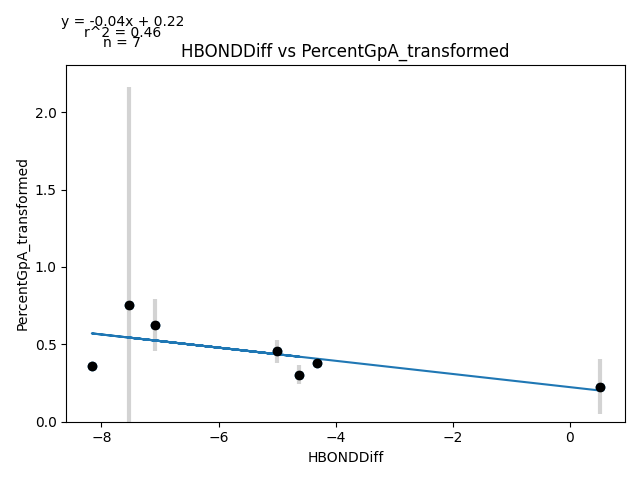 y = -0.04x + 0.22
r^2 = 0.46
n = 7
HBONDDiff vs PercentGpA_transformed
PercentGpA_transformed
2.0
1.5
1.0
0.5
0.0
−8
−6
−4
−2
0
HBONDDiff